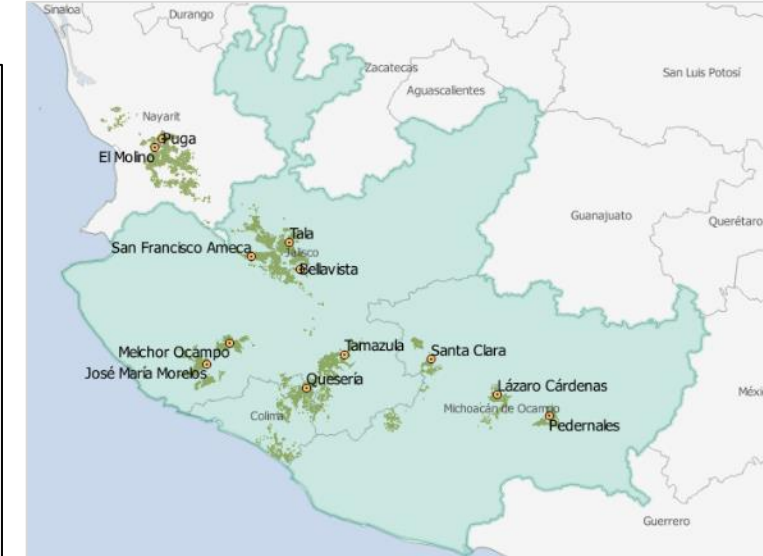 Sinaloa
Durango
Zacatecas
San Luis Potosí
Aguascalientes
Nayarit
Puga
El Molino
Guanajuato
Querétaro
Tala
San Francisco Ameca
Jalisco
Bellavista
Melchor Ocampo
Tamazula
Santa Clara
José María Morelos
Quesería
Lázaro Cárdenas
Colima
Michoacán de Ocampo
Méxi
Pedernales
Guerrero